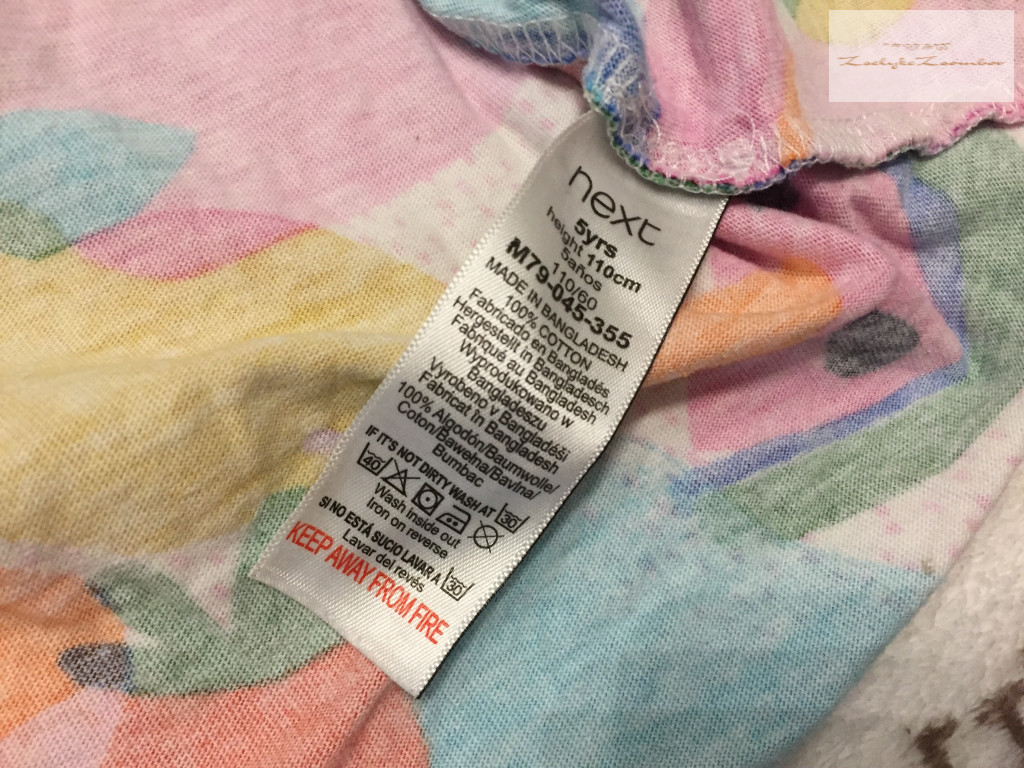 next
5yrs
height 110cm
5años
110/60
M79-045-355
MADE IN BANGLADESH
100% COTTON
Fabricado en Bangladés
Hergestellt in Bangladesch
Fabriqué au Bangladesh
Wyprodukowano w
Bangladeszu
Vyrobeno v Bangladéši
Fabricat în Bangladesh
100% Algodón/Baumwolle/
Coton/Bawełna/Bavlna/
Bumbac
IF IT'S NOT DIRTY WASH AT 30
40
Wash inside out
Iron on reverse
SI NO ESTÁ SUCIO LAVAR A 30
Lavar del revés
KEEP AWAY FROM FIRE